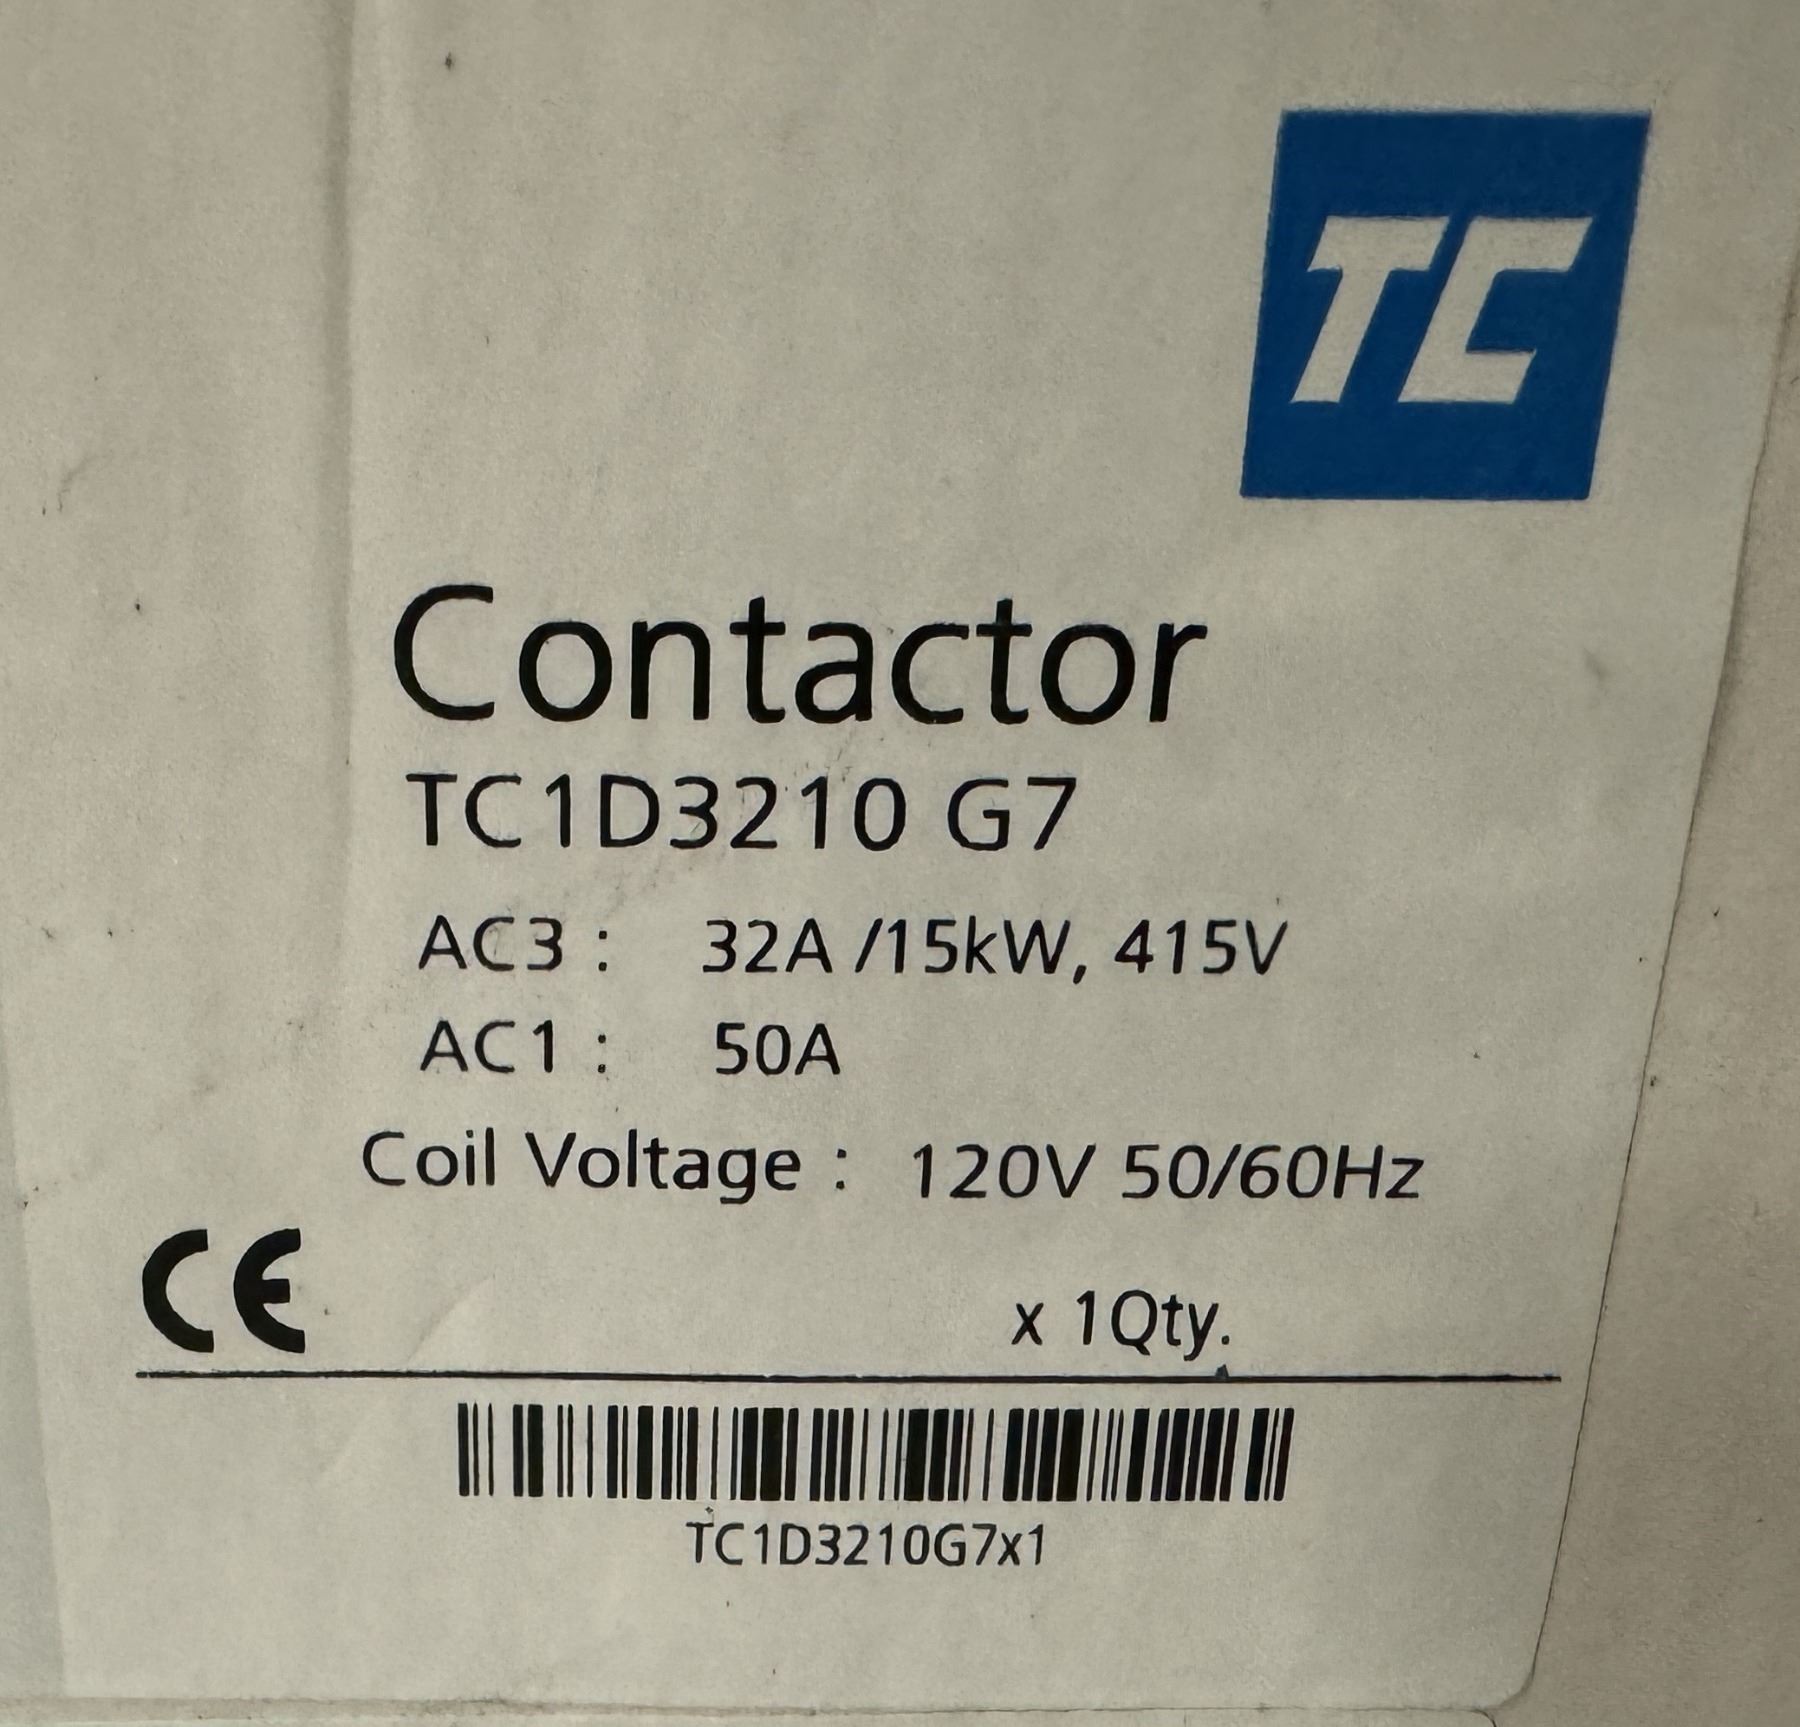 TC
Contactor
TC1D3210 G7
AC3 : 32A /15kW, 415V
AC1 : 50A
Coil Voltage : 120V 50/60Hz
CE
x 1Qty.
TC1D3210G7x1